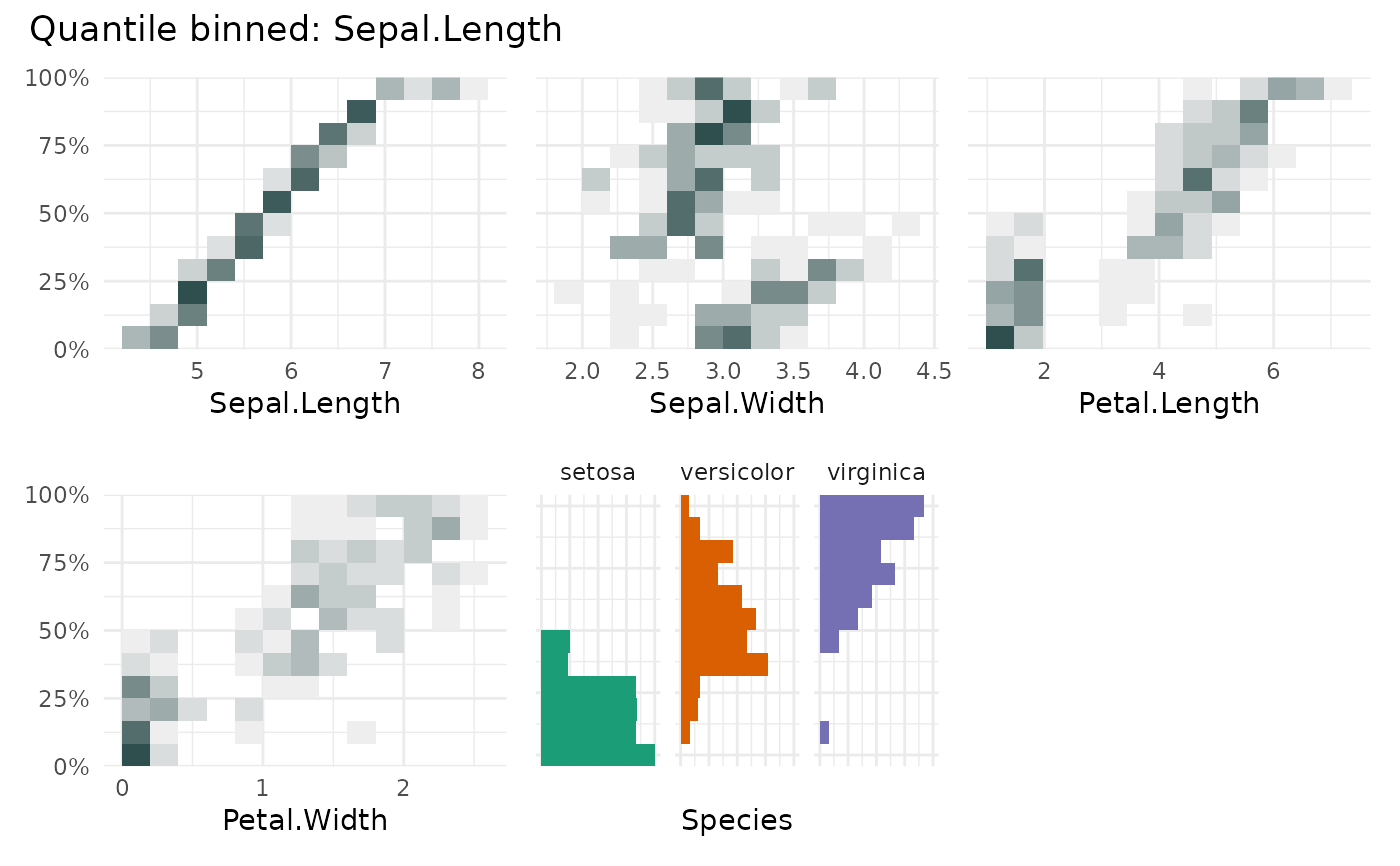 Quantile binned: Sepal.Length
100%
75%
50%
25%
0%
5 6 7 8
2.0 2.5 3.0 3.5 4.0 4.5
2 4 6
Sepal.Length
Sepal.Width
Petal.Length
setosa
versicolor
virginica
100%
75%
50%
25%
0%
0 1 2
Petal.Width
Species